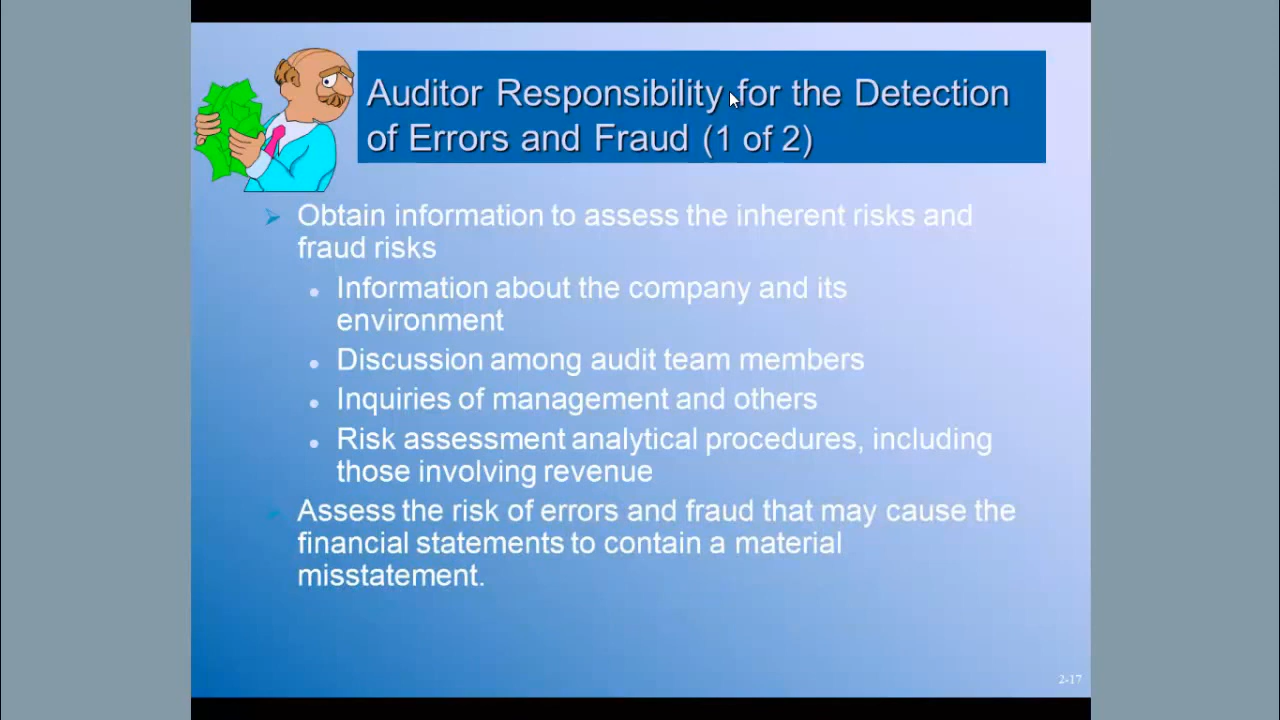 Auditor Responsibility for the Detection
of Errors and Fraud (1 of 2)
Obtain information to assess the inherent risks and
fraud risks
Information about the company and its
environment
Discussion among audit team members
Inquiries of management and others
Risk assessment analytical procedures, including
those involving revenue
Assess the risk of errors and fraud that may cause the
financial statements to contain a material
misstatement.
2-17